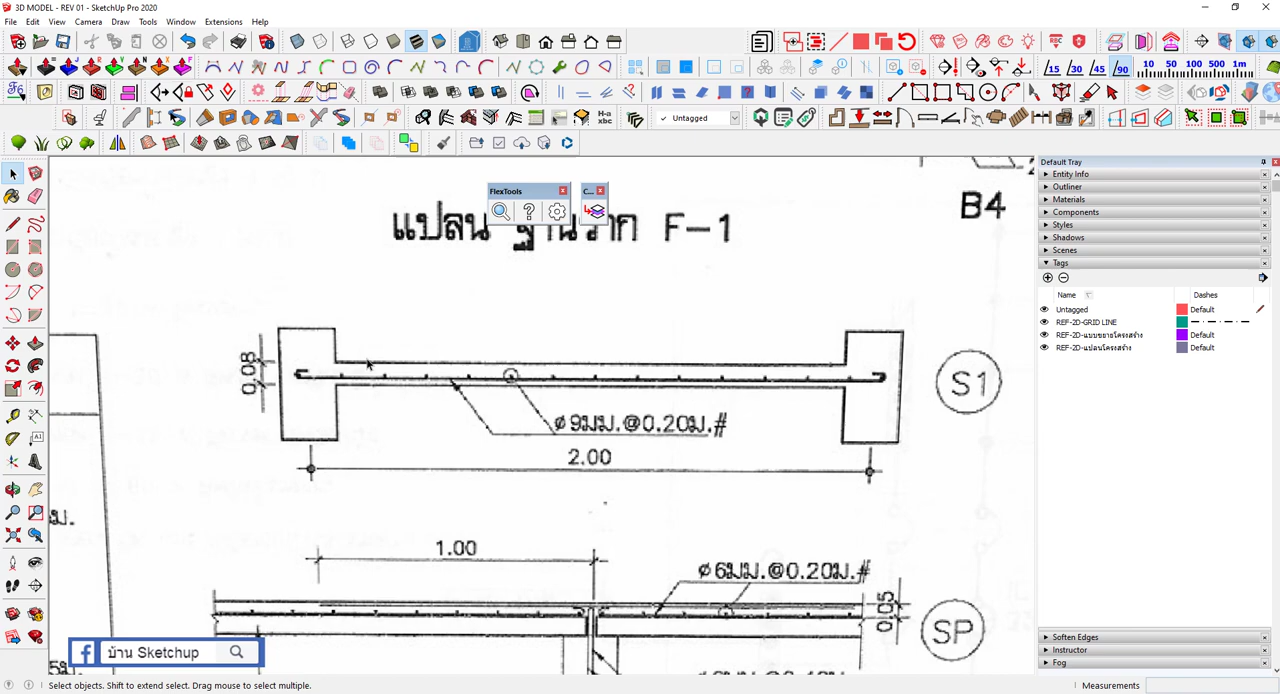 3D MODEL - REV 01 - SketchUp Pro 2020
File Edit View Camera Draw Tools Window Extensions Help
15 30 45 90
10 50 100 500 1m
Untagged
H-a
xbc
RBC
FlexTools
C...
แปลน ฐานราก F-1
B4
0.08
S1
ø9มม.@0.20ม.#
2.00
1.00
ø6มม.@0.20ม.#
0.05
SP
ม.
บ้าน Sketchup
Default Tray
Entity Info
Outliner
Materials
Components
Styles
Shadows
Scenes
Tags
Name Dashes
Untagged Default
REF-2D-GRID LINE
REF-2D-แบบขยายโครงสร้าง Default
REF-2D-แปลนโครงสร้าง Default
Soften Edges
Instructor
Fog
Select objects. Shift to extend select. Drag mouse to select multiple.
Measurements